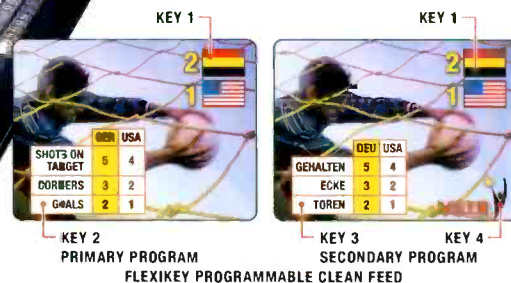 KEY 1
KEY 1
2
1
GER USA
SHOTS ON
TARGET 5 4
CORNERS 3 2
GOALS 2 1
2
1
DEU USA
GEHALTEN 5 4
ECKE 3 2
TOREN 2 1
KEY 2
KEY 3
KEY 4
PRIMARY PROGRAM
SECONDARY PROGRAM
FLEXIKEY PROGRAMMABLE CLEAN FEED